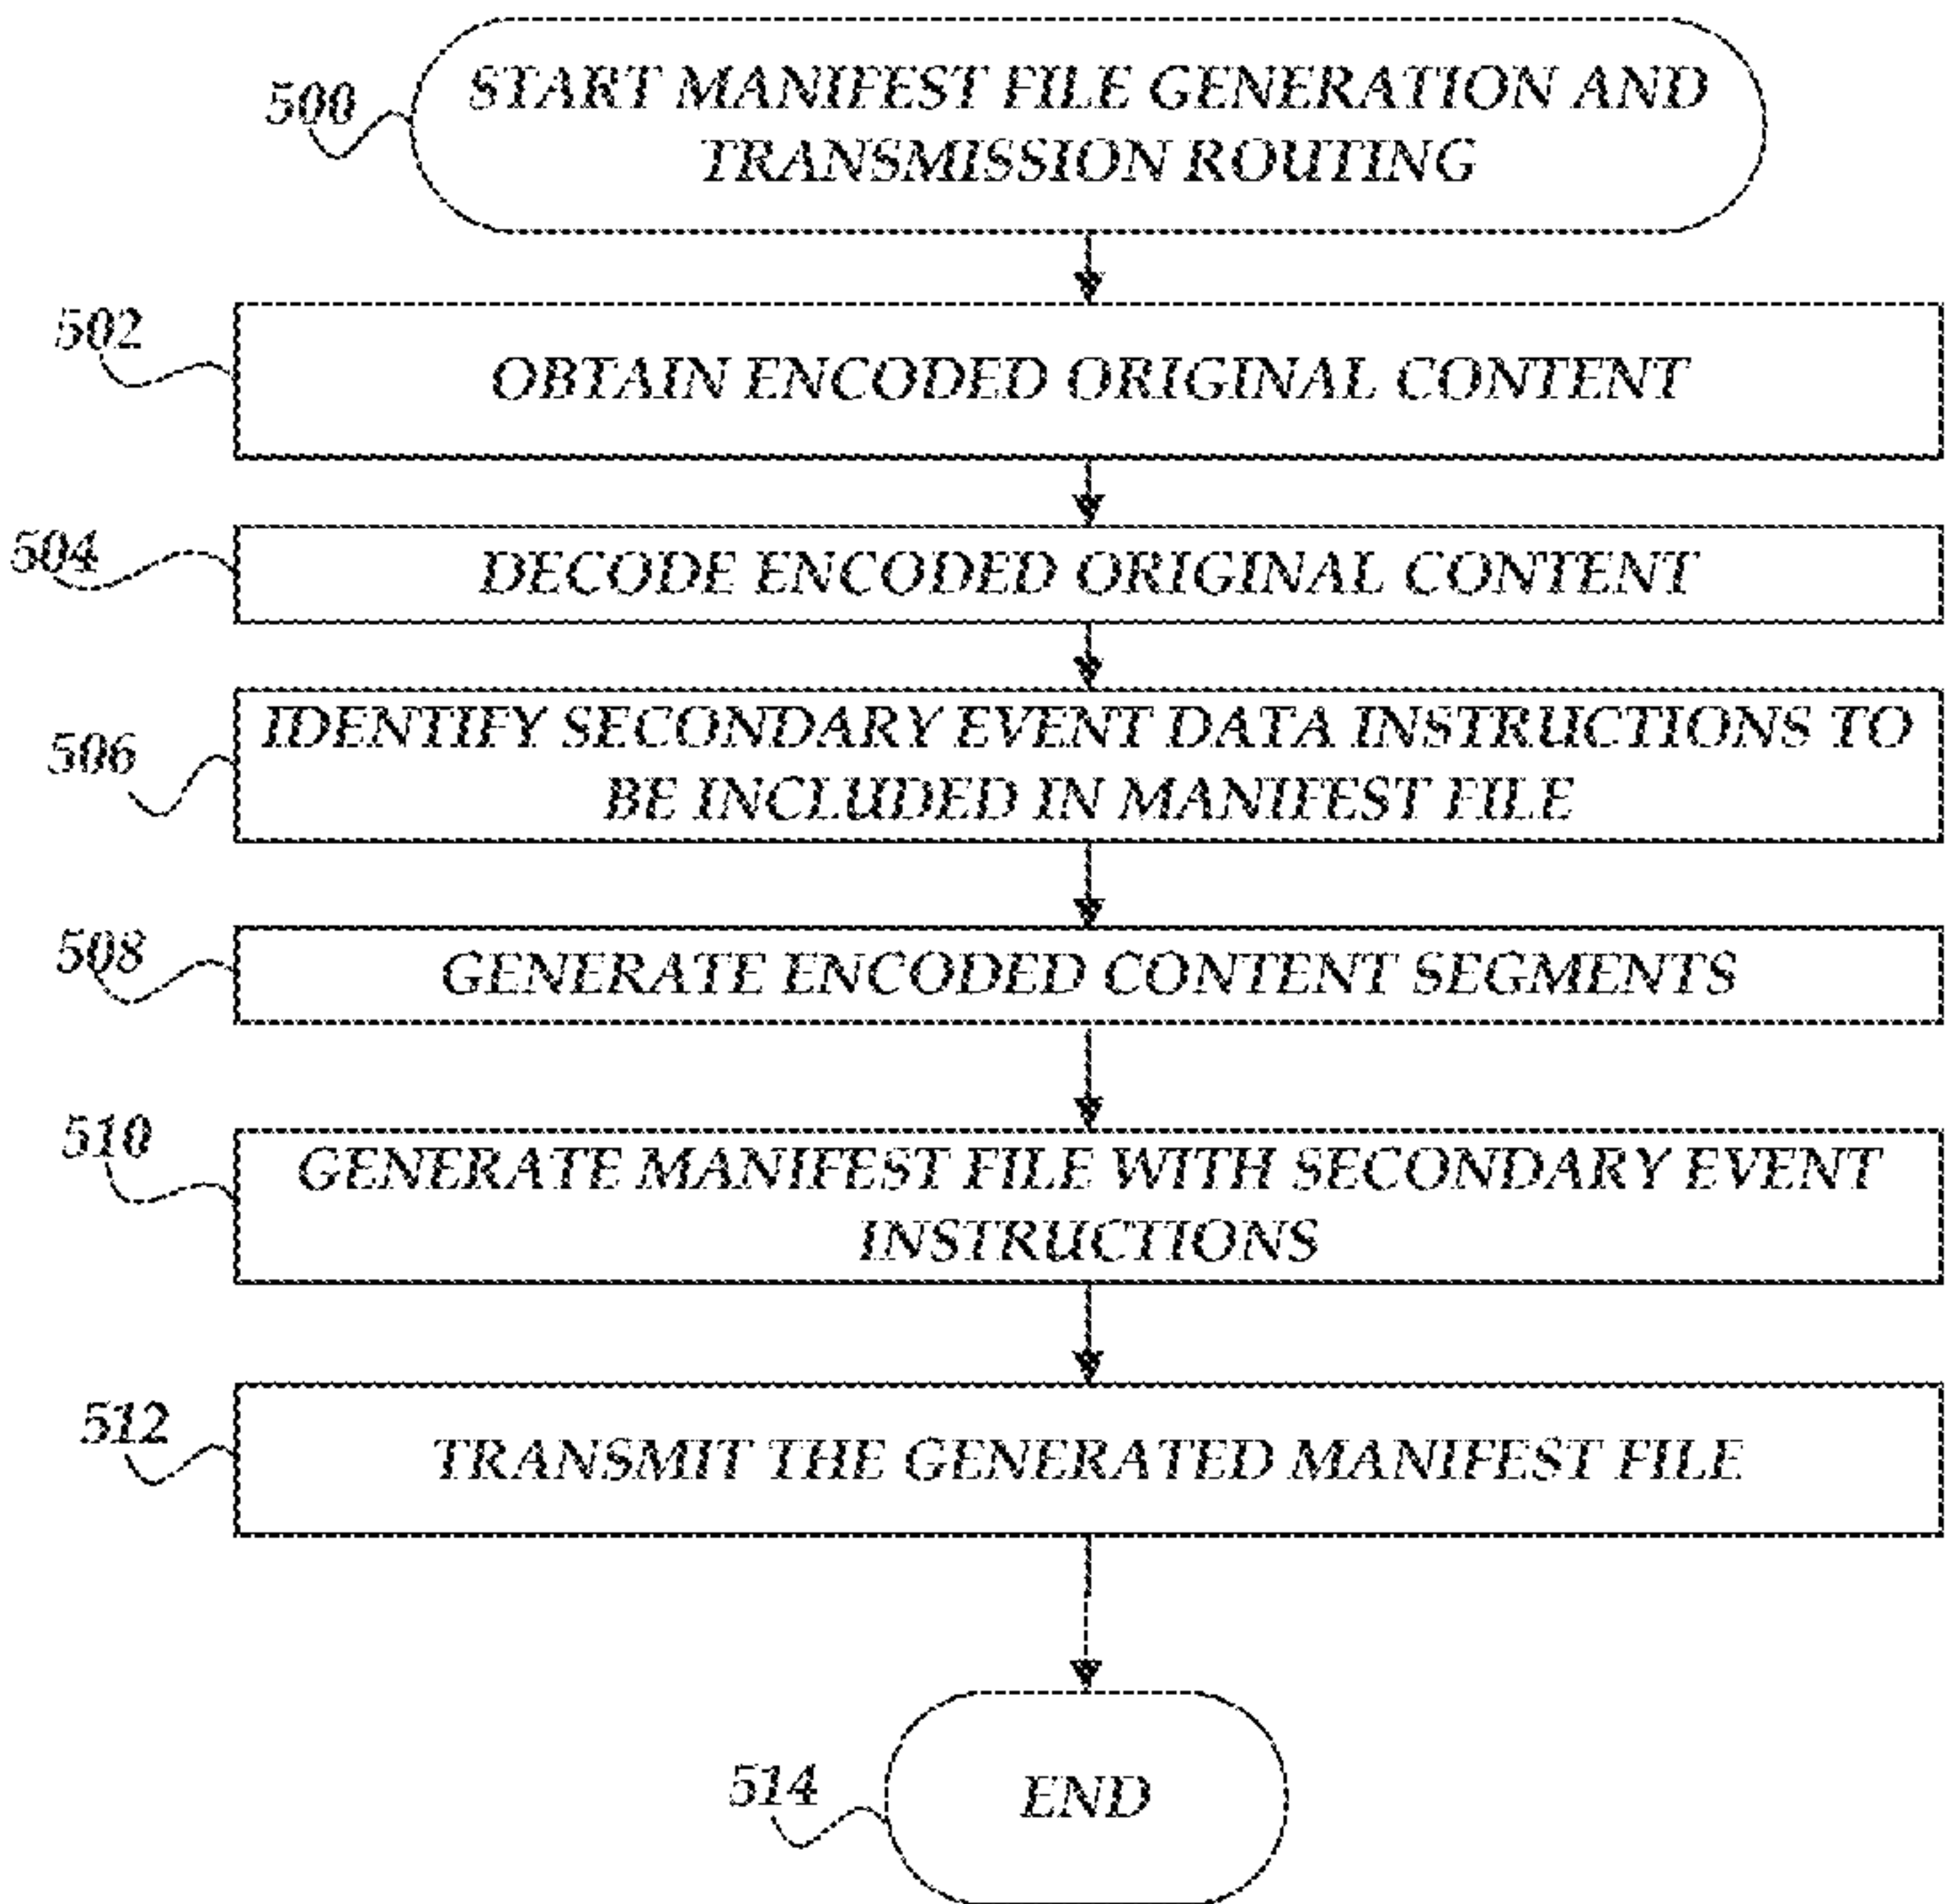 500
START MANIFEST FILE GENERATION AND
TRANSMISSION ROUTING
502
OBTAIN ENCODED ORIGINAL CONTENT
504
DECODE ENCODED ORIGINAL CONTENT
506
IDENTIFY SECONDARY EVENT DATA INSTRUCTIONS TO
BE INCLUDED IN MANIFEST FILE
508
GENERATE ENCODED CONTENT SEGMENTS
510
GENERATE MANIFEST FILE WITH SECONDARY EVENT
INSTRUCTIONS
512
TRANSMIT THE GENERATED MANIFEST FILE
514
END